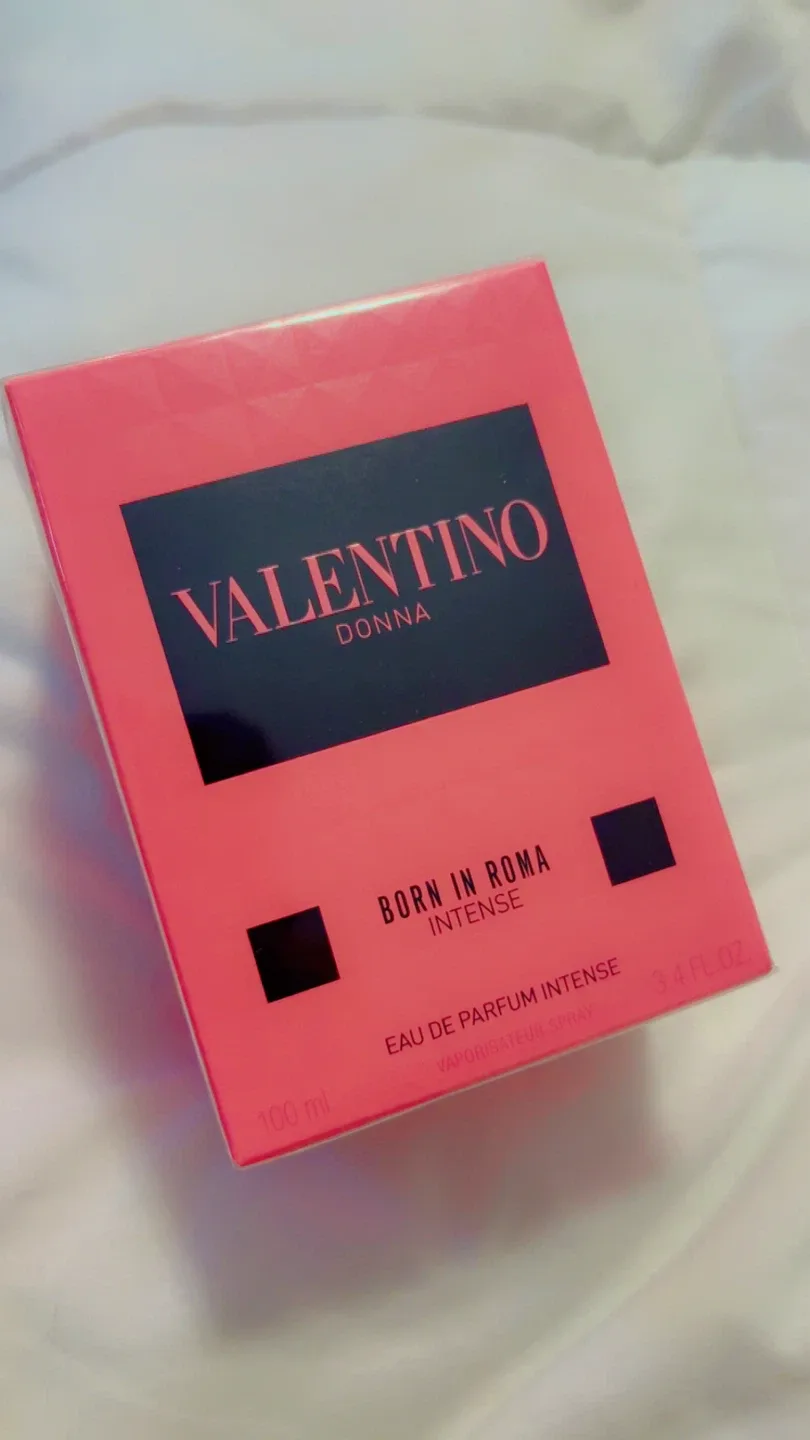 VALENTINO
DONNA
BORN IN ROMA
INTENSE
EAU DE PARFUM INTENSE
VAPORISATEUR SPRAY
100 ml
3.4 FL.OZ.